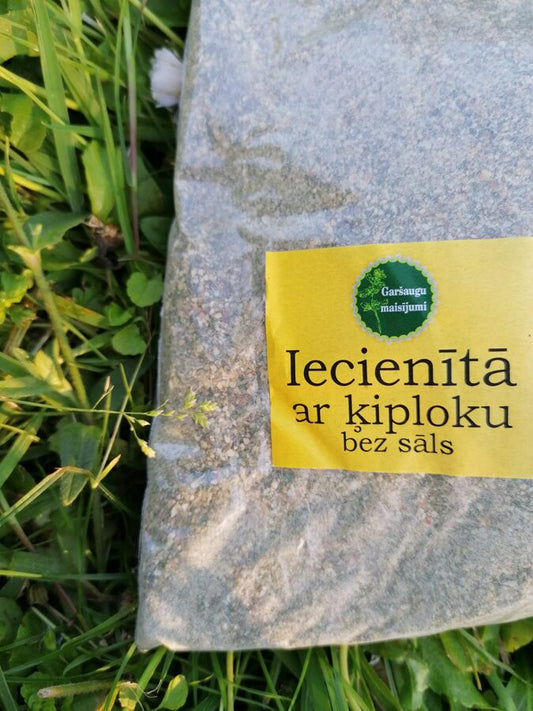 Garšaugu
maisījumi
Iecienītā
ar ķiploku
bez sāls